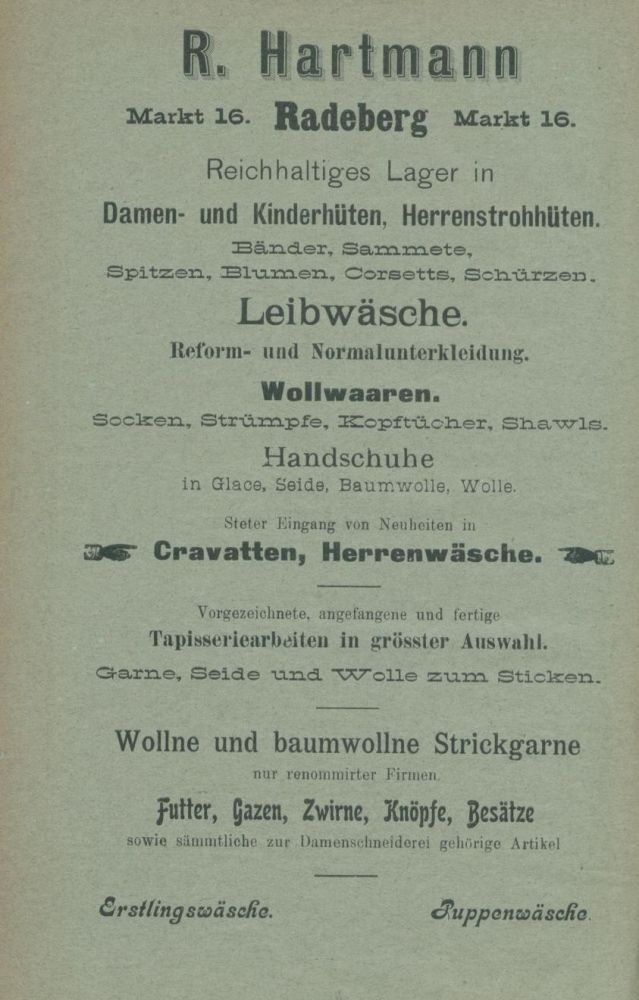 R. Hartmann
Markt 16. Radeberg Markt 16.
Reichhaltiges Lager in
Damen- und Kinderhüten, Herrenstrohhüten.
Bänder, Sammete,
Spitzen, Blumen, Corsetts, Schürzen.
Leibwäsche.
Reform- und Normalunterkleidung.
Wollwaaren.
Socken, Strümpfe, Kopftücher, Shawls.
Handschuhe
in Glace, Seide, Baumwolle, Wolle.
Steter Eingang von Neuheiten in
Cravatten, Herrenwäsche.
Vorgezeichnete, angefangene und fertige
Tapisseriearbeiten in grösster Auswahl.
Garne, Seide und Wolle zum Sticken.
Wollne und baumwollne Strickgarne
nur renommirter Firmen.
Futter, Gazen, Zwirne, Knöpfe, Besätze
sowie sämmtliche zur Damenschneiderei gehörige Artikel
Erstlingswäsche. Puppenwäsche.